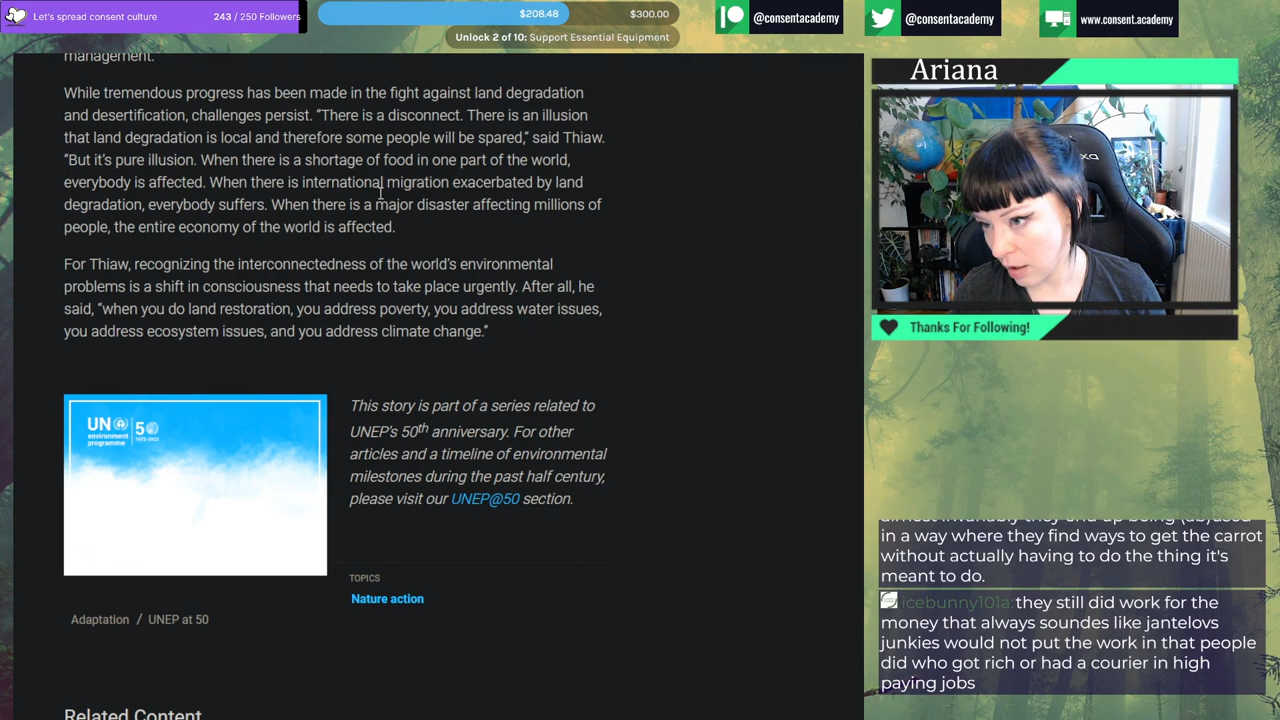 Let's spread consent culture
243 / 250 Followers
$208.48
$300.00
Unlock 2 of 10: Support Essential Equipment
@consentacademy
@consentacademy
www.consent.academy
management.
While tremendous progress has been made in the fight against land degradation
and desertification, challenges persist. “There is a disconnect. There is an illusion
that land degradation is local and therefore some people will be spared,” said Thiaw.
“But it’s pure illusion. When there is a shortage of food in one part of the world,
everybody is affected. When there is international migration exacerbated by land
degradation, everybody suffers. When there is a major disaster affecting millions of
people, the entire economy of the world is affected.
For Thiaw, recognizing the interconnectedness of the world’s environmental
problems is a shift in consciousness that needs to take place urgently. After all, he
said, “when you do land restoration, you address poverty, you address water issues,
you address ecosystem issues, and you address climate change.”
UN
environment
programme
50
1972-2022
This story is part of a series related to
UNEP’s 50th anniversary. For other
articles and a timeline of environmental
milestones during the past half century,
please visit our UNEP@50 section.
TOPICS
Nature action
Adaptation / UNEP at 50
Related Content
Ariana
Thanks For Following!
almost invariably they end up being (ab)used
in a way where they find ways to get the carrot
without actually having to do the thing it's
meant to do.
icebunny101a: they still did work for the
money that always soundes like jantelovs
junkies would not put the work in that people
did who got rich or had a courier in high
paying jobs